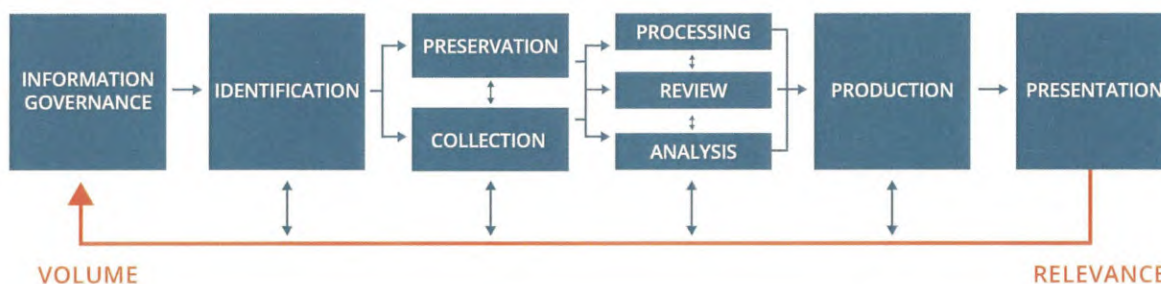 INFORMATION
GOVERNANCE
IDENTIFICATION
PRESERVATION
COLLECTION
PROCESSING
REVIEW
ANALYSIS
PRODUCTION
PRESENTATION
VOLUME
RELEVANCE